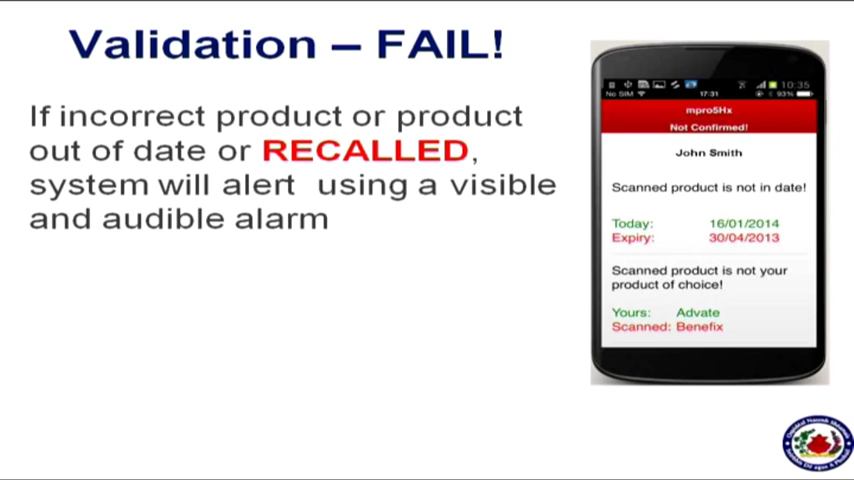 Validation – FAIL!
If incorrect product or product
out of date or RECALLED,
system will alert using a visible
and audible alarm
10:35
No SIM 17:31 93%
mpro5Hx
Not Confirmed!
John Smith
Scanned product is not in date!
Today: 16/01/2014
Expiry: 30/04/2013
Scanned product is not your
product of choice!
Yours: Advate
Scanned: Benefix